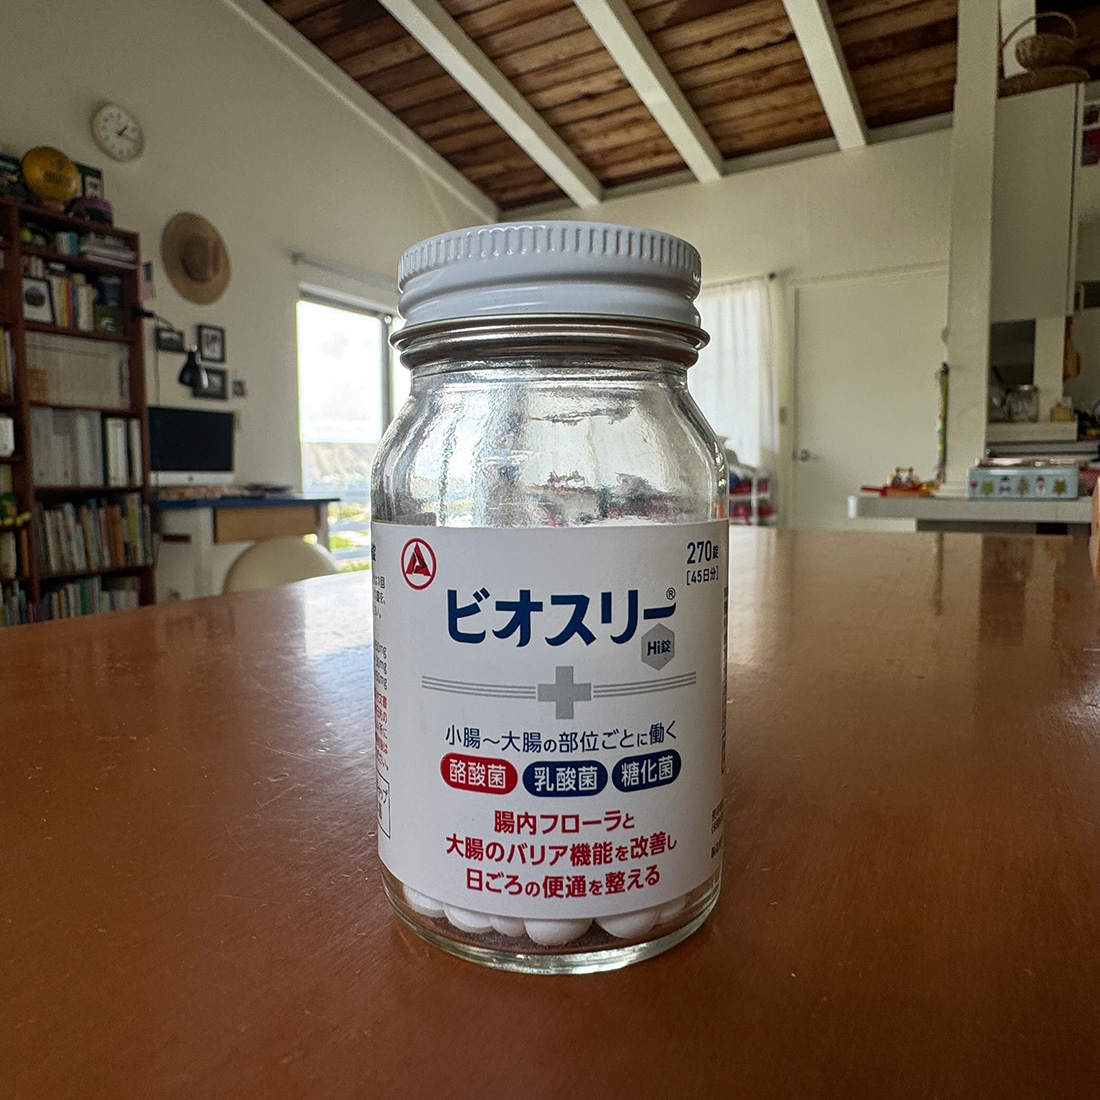 270錠
[45日分]
ビオスリー®
Hi錠
小腸〜大腸の部位ごとに働く
酪酸菌 乳酸菌 糖化菌
腸内フローラと
大腸のバリア機能を改善し
日ごろの便通を整える